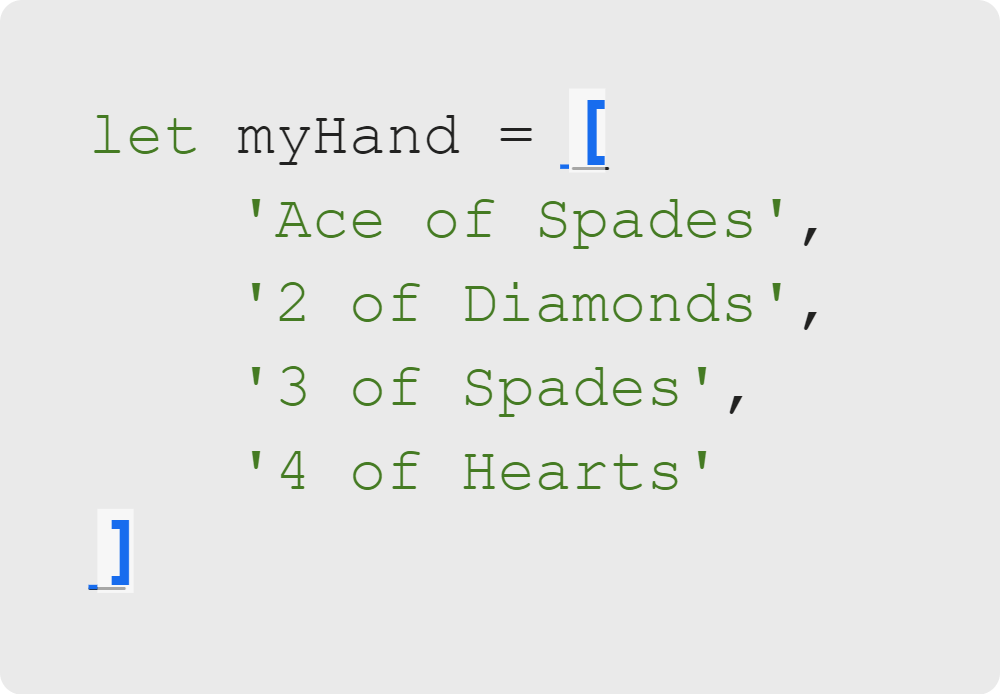 let myHand = [
'Ace of Spades',
'2 of Diamonds',
'3 of Spades',
'4 of Hearts'
]